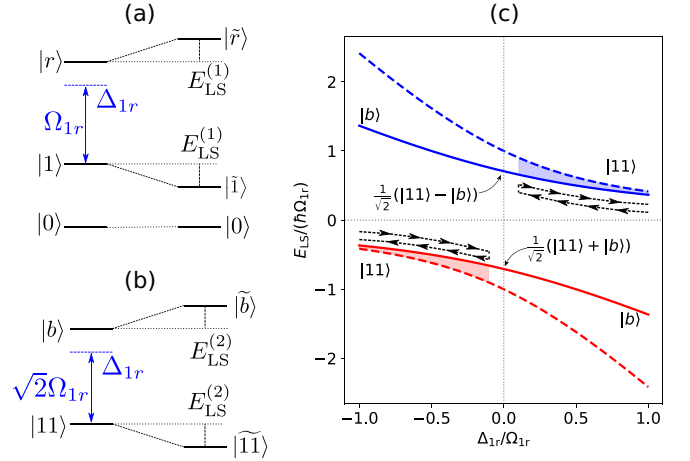 (a)
|r⟩
|r̃⟩
E_LS^(1)
Δ_1r
Ω_1r
E_LS^(1)
|1⟩
|1̃⟩
|0⟩
|0⟩
(b)
|b⟩
|b̃⟩
E_LS^(2)
Δ_1r
√2Ω_1r
E_LS^(2)
|11⟩
|1̃1̃⟩
(c)
E_LS/(ħΩ_1r)
2
1
0
−1
−2
|b⟩
|11⟩
1/√2(|11⟩ − |b⟩)
1/√2(|11⟩ + |b⟩)
|11⟩
|b⟩
−1.0
−0.5
0.0
0.5
1.0
Δ_1r/Ω_1r